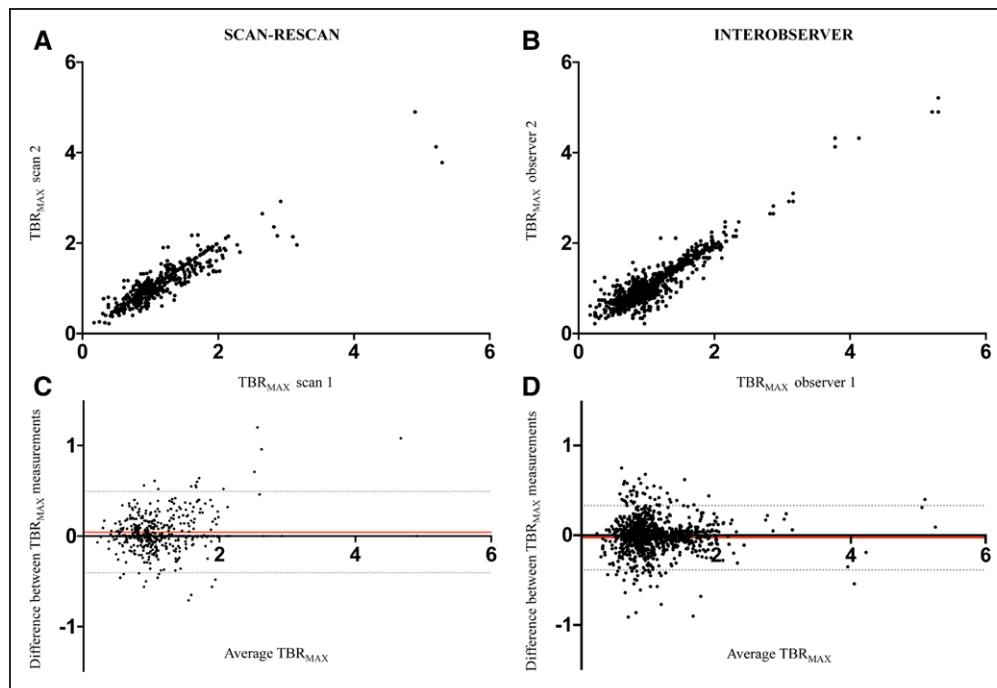 A
SCAN-RESCAN
TBRMAX scan 2
6
4
2
0
0
2
4
6
TBRMAX scan 1
B
INTEROBSERVER
TBRMAX observer 2
6
4
2
0
0
2
4
6
TBRMAX observer 1
C
Difference between TBRMAX measurements
1
0
-1
2
4
6
Average TBRMAX
D
Difference between TBRMAX measurements
1
0
-1
2
4
6
Average TBRMAX